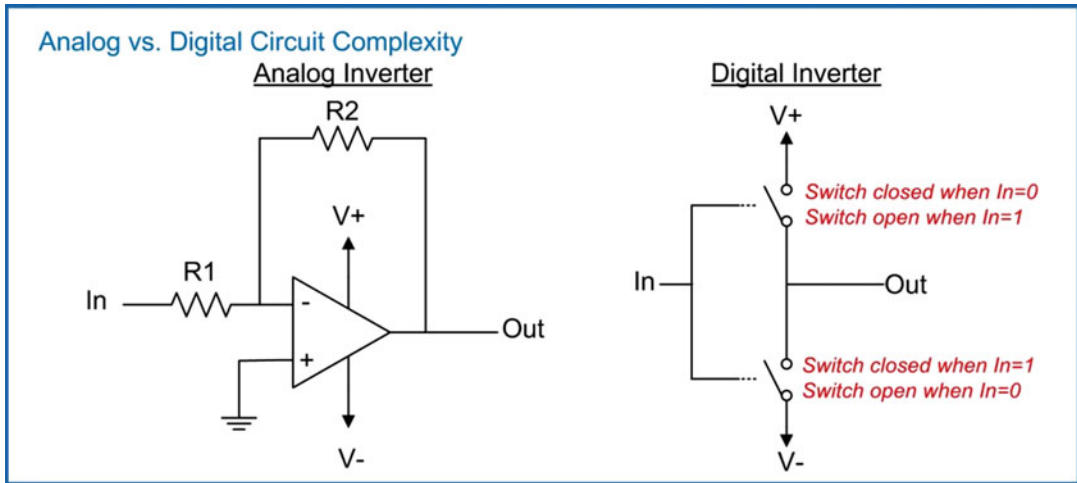 Analog vs. Digital Circuit Complexity
Analog Inverter
R2
V+
R1
In
-
+
Out
V-
Digital Inverter
V+
Switch closed when In=0
Switch open when In=1
In
Out
Switch closed when In=1
Switch open when In=0
V-